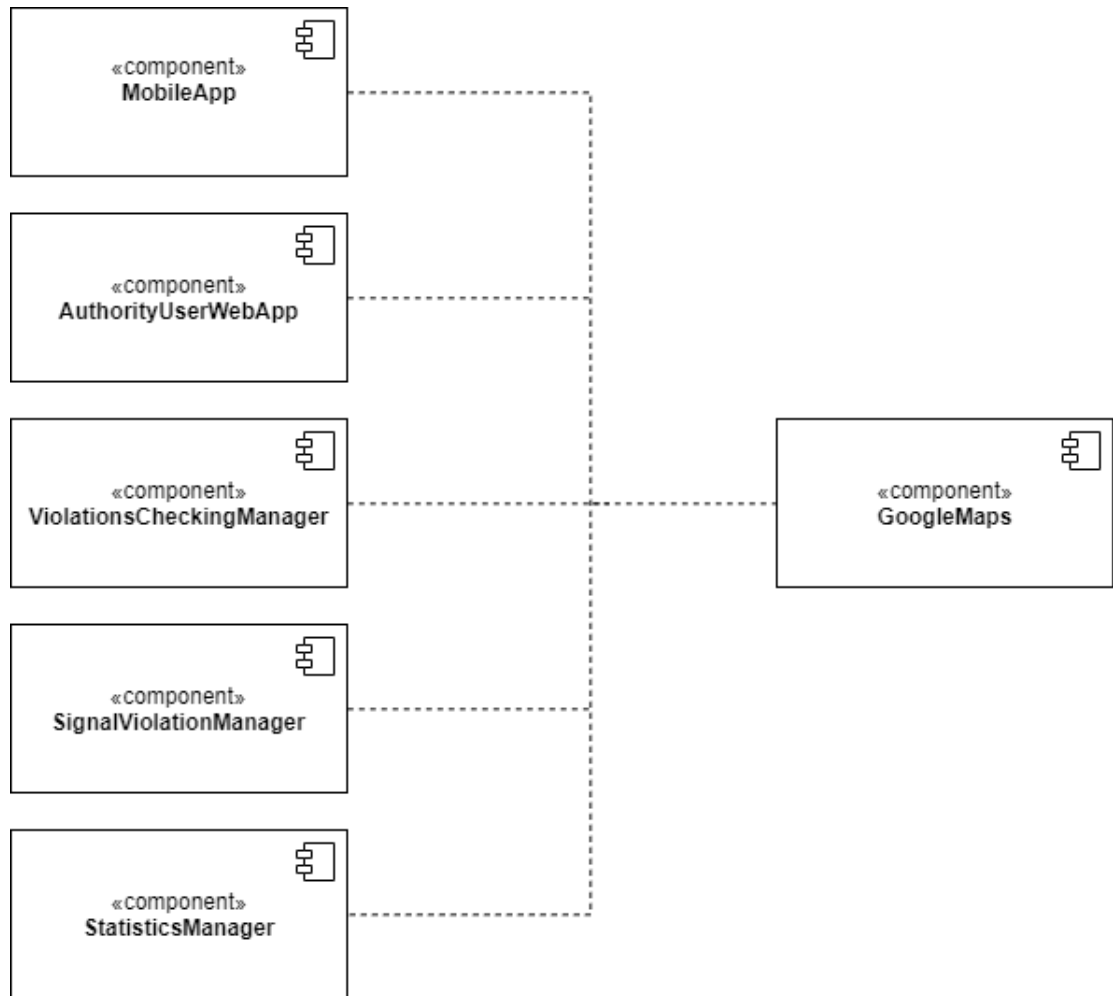 «component»
MobileApp
«component»
AuthorityUserWebApp
«component»
ViolationsCheckingManager
«component»
GoogleMaps
«component»
SignalViolationManager
«component»
StatisticsManager